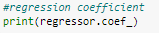 #regression coefficient
print(regressor.coef_)